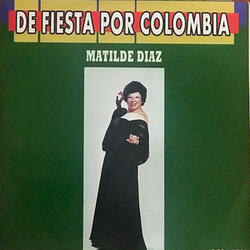 DE FIESTA POR COLOMBIA
MATILDE DIAZ